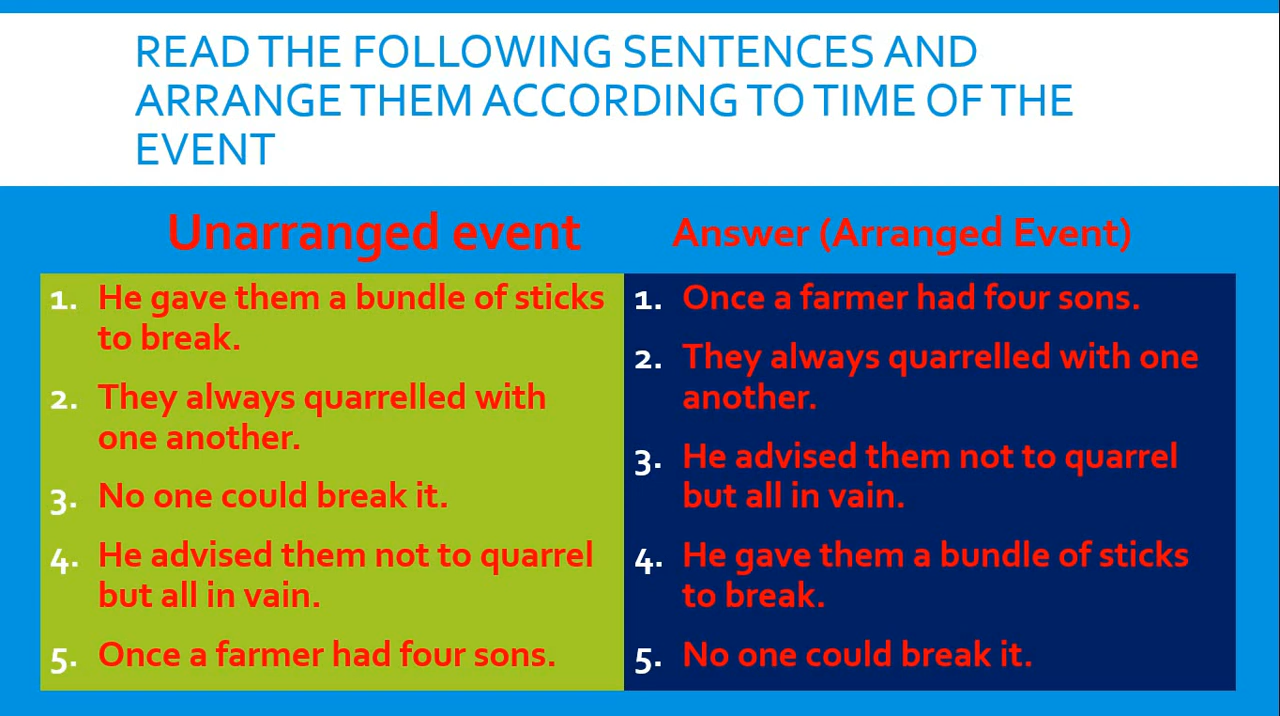 READ THE FOLLOWING SENTENCES AND
ARRANGE THEM ACCORDING TO TIME OF THE
EVENT
Unarranged event
1. He gave them a bundle of sticks
to break.
2. They always quarrelled with
one another.
3. No one could break it.
4. He advised them not to quarrel
but all in vain.
5. Once a farmer had four sons.
Answer (Arranged Event)
1. Once a farmer had four sons.
2. They always quarrelled with one
another.
3. He advised them not to quarrel
but all in vain.
4. He gave them a bundle of sticks
to break.
5. No one could break it.